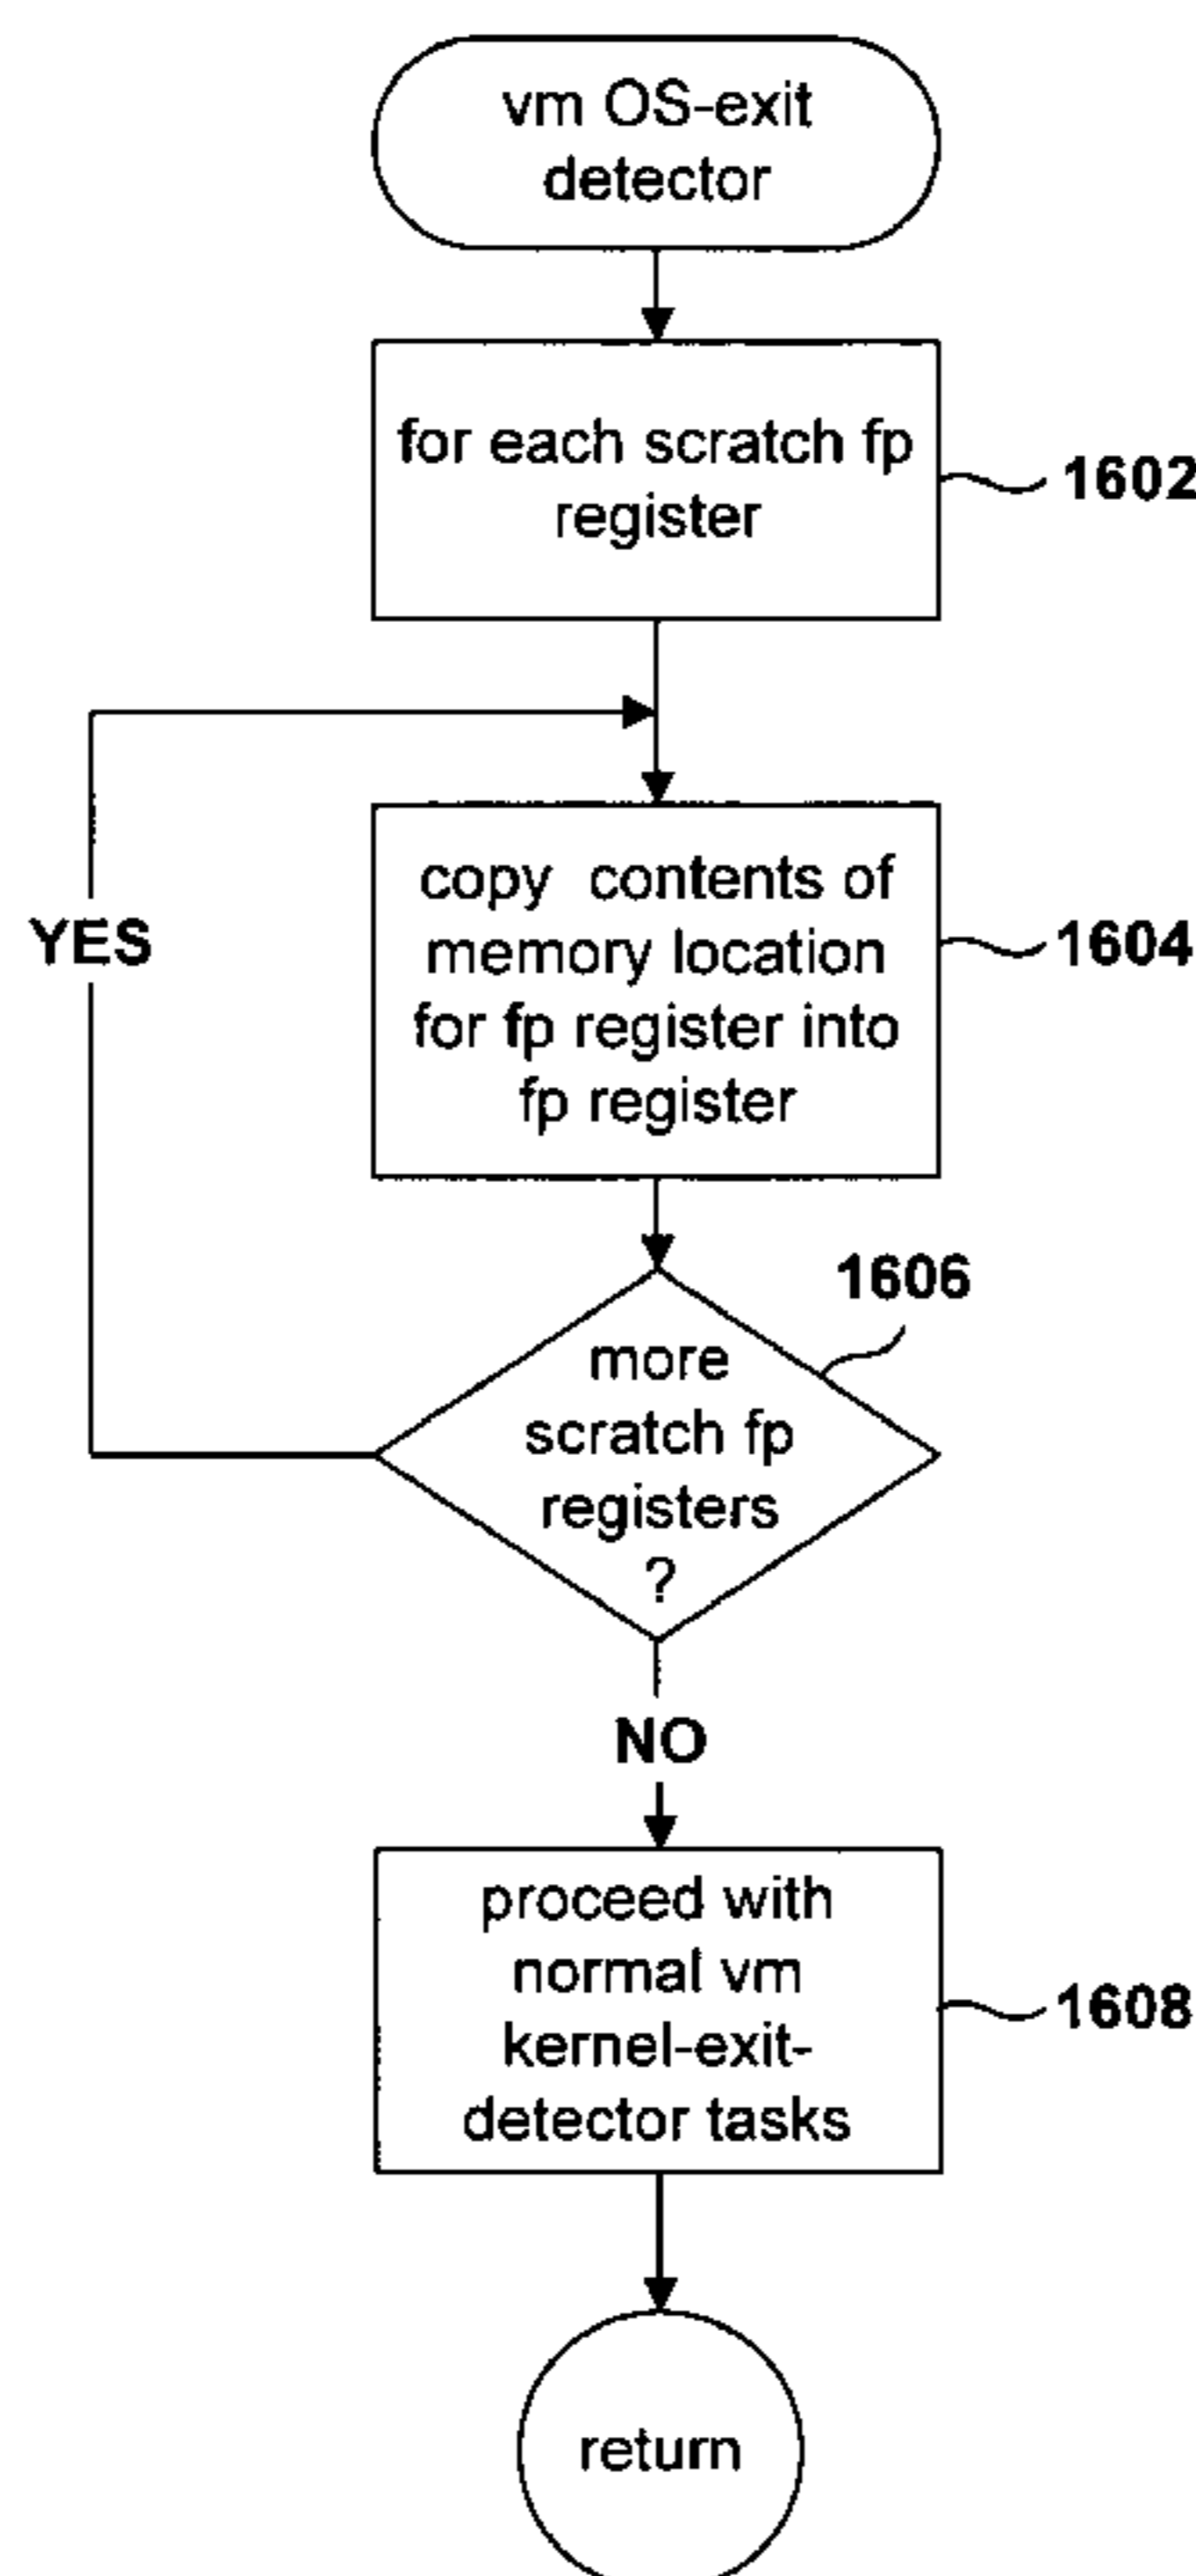 vm OS-exit
detector
for each scratch fp
register
1602
copy contents of
memory location
for fp register into
fp register
1604
YES
1606
more
scratch fp
registers
?
NO
proceed with
normal vm
kernel-exit-
detector tasks
1608
return